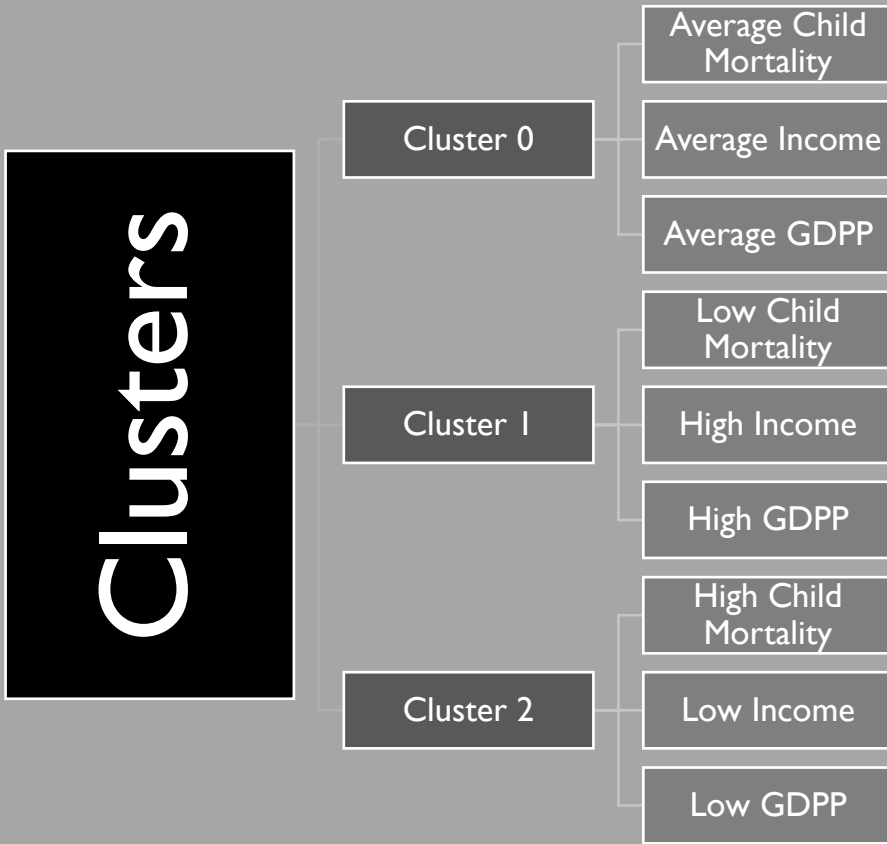 Clusters
Cluster 0
Average Child
Mortality
Average Income
Average GDPP
Cluster 1
Low Child
Mortality
High Income
High GDPP
Cluster 2
High Child
Mortality
Low Income
Low GDPP